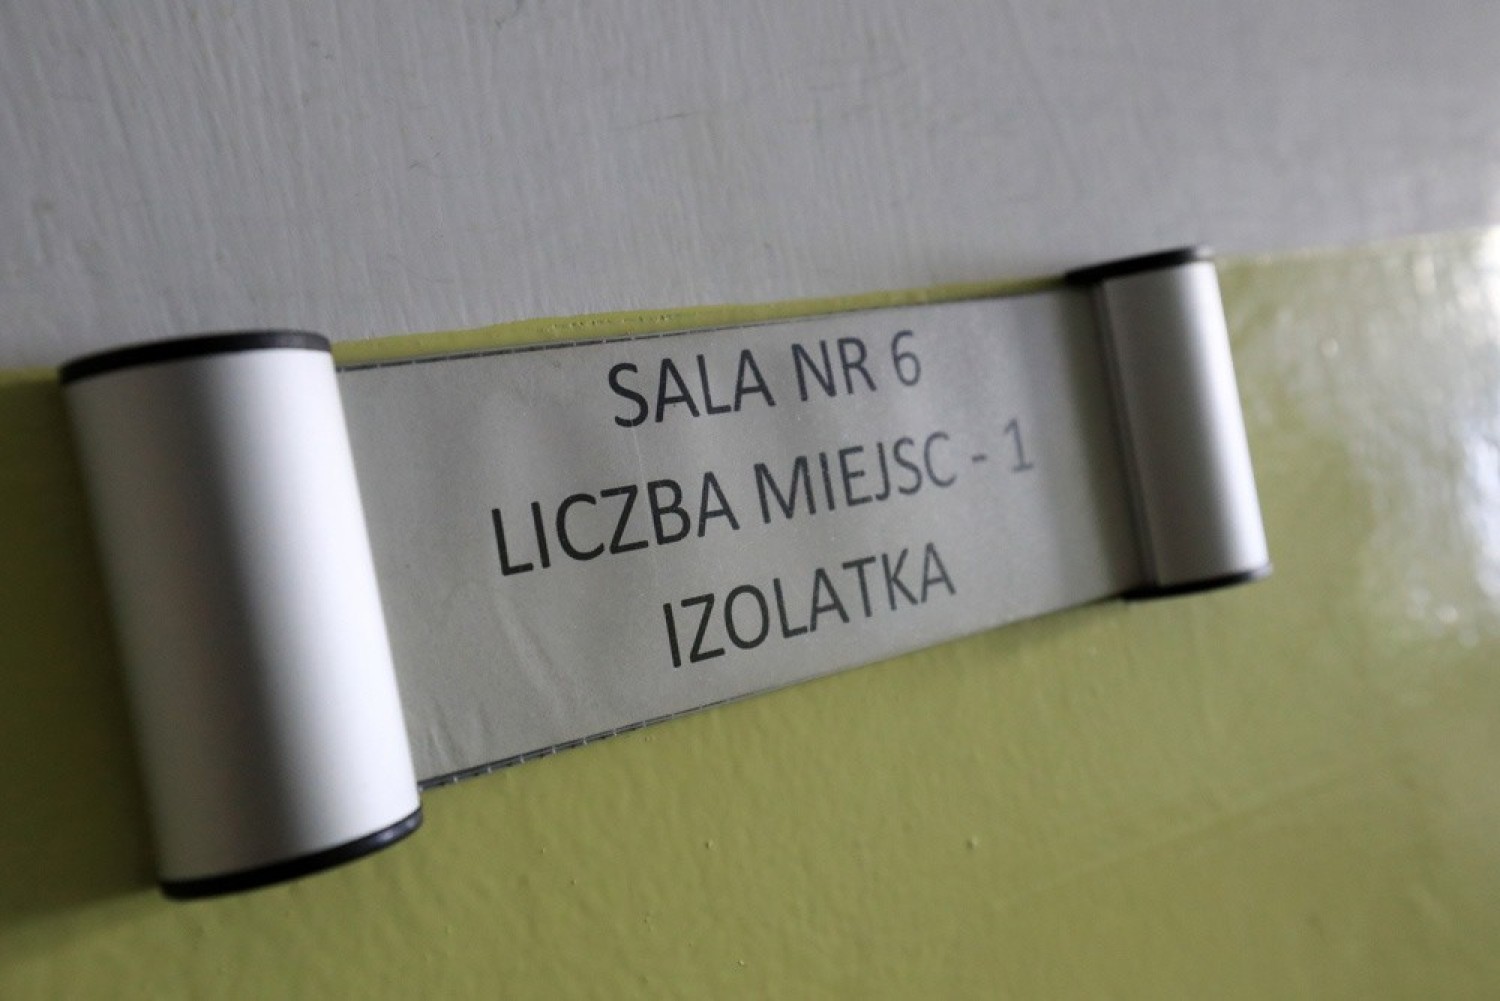 SALA NR 6
LICZBA MIEJSC - 1
IZOLATKA